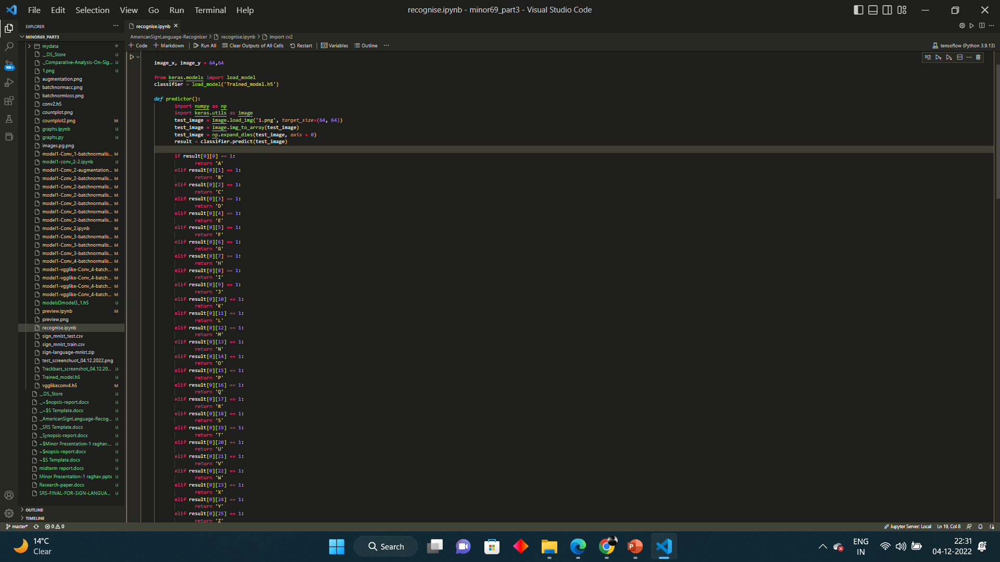 File Edit Selection View Go Run Terminal Help
recognise.ipynb - minor69_part3 - Visual Studio Code
EXPLORER
MINOR69_PART3
mydata
._.DS_Store U
._Comparative-Analysis-On-Sig... U
1.png U
augmentation.png
batchnormacc.png
batchnormloss.png
conv2.h5
countplot.png
countplot2.png M
graphs.ipynb U
graphs.py U
images.pg.png
model1-Conv_1-batchnormalis... M
model1-conv_2-2.ipynb U
model1-Conv_2-augmentation... M
model1-Conv_2-batchnormalis... M
model1-Conv_2-batchnormalis... M
model1-Conv_2-batchnormalis... M
model1-Conv_2-batchnormalis... M
model1-Conv_2-batchnormalis... M
model1-Conv_2-batchnormalis... M
model1-Conv_2.ipynb M
model1-Conv_3-batchnormalis... M
model1-Conv_3-batchnormalis... M
model1-Conv_3-batchnormalis... M
model1-Conv_4-batchnormalis... M
model1-vgglike-Conv_4-batch... M
model1-vgglike-Conv_4-batch... M
model1-vgglike-Conv_4-batch... M
model1-vgglike-Conv_4-batch... M
models▯model3_1.h5 U
preview.ipynb M
preview.png
recognise.ipynb
sign_mnist_test.csv
sign_mnist_train.csv
sign-language-mnist.zip
test_screenshuot_04.12.2022.png
Trackbars_screenshot_04.12.20... U
Trained_model.h5 U
vgglikeconv4.h5 M
._.DS_Store U
._~$nopsis-report.docx U
._~$S Template.docx U
._AmericanSignLanguage-Recog... U
._SRS Template.docx U
._Synopsis-report.docx U
~$Minor Presentation-1 raghav.... U
~$nopsis-report.docx U
~$S Template.docx U
midterm report.docx U
Minor Presentation-1 raghav.pptx U
Research-paper.docx U
SRS-FINAL-FOR-SIGN-LANGUA... U
OUTLINE
TIMELINE
10K+
recognise.ipynb
AmericanSignLanguage-Recognizer > recognise.ipynb > import cv2
+ Code + Markdown Run All Clear Outputs of All Cells Restart Variables Outline ...
tensoflow (Python 3.9.13)
image_x, image_y = 64,64
from keras.models import load_model
classifier = load_model('Trained_model.h5')
def predictor():
import numpy as np
import keras.utils as image
test_image = image.load_img('1.png', target_size=(64, 64))
test_image = image.img_to_array(test_image)
test_image = np.expand_dims(test_image, axis = 0)
result = classifier.predict(test_image)
if result[0][0] == 1:
return 'A'
elif result[0][1] == 1:
return 'B'
elif result[0][2] == 1:
return 'C'
elif result[0][3] == 1:
return 'D'
elif result[0][4] == 1:
return 'E'
elif result[0][5] == 1:
return 'F'
elif result[0][6] == 1:
return 'G'
elif result[0][7] == 1:
return 'H'
elif result[0][8] == 1:
return 'I'
elif result[0][9] == 1:
return 'J'
elif result[0][10] == 1:
return 'K'
elif result[0][11] == 1:
return 'L'
elif result[0][12] == 1:
return 'M'
elif result[0][13] == 1:
return 'N'
elif result[0][14] == 1:
return 'O'
elif result[0][15] == 1:
return 'P'
elif result[0][16] == 1:
return 'Q'
elif result[0][17] == 1:
return 'R'
elif result[0][18] == 1:
return 'S'
elif result[0][19] == 1:
return 'T'
elif result[0][20] == 1:
return 'U'
elif result[0][21] == 1:
return 'V'
elif result[0][22] == 1:
return 'W'
elif result[0][23] == 1:
return 'X'
elif result[0][24] == 1:
return 'Y'
elif result[0][25] == 1:
return 'Z'
master* 0 0
Jupyter Server: Local Ln 19, Col 8
14°C
Clear
Search
ENG
IN
22:31
04-12-2022